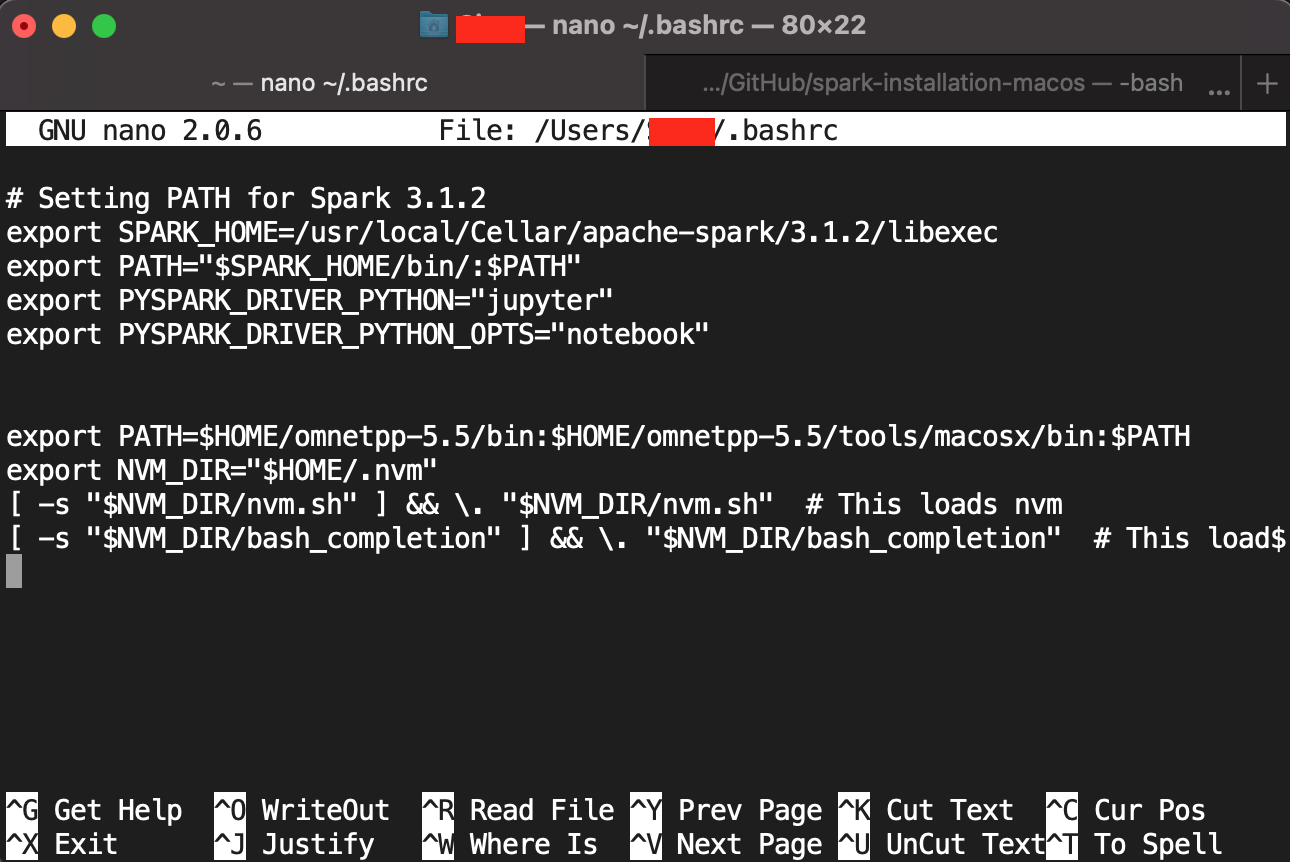 — nano ~/.bashrc — 80×22
~ — nano ~/.bashrc
.../GitHub/spark-installation-macos — -bash ...
GNU nano 2.0.6 File: /Users/ /.bashrc
# Setting PATH for Spark 3.1.2
export SPARK_HOME=/usr/local/Cellar/apache-spark/3.1.2/libexec
export PATH="$SPARK_HOME/bin/:$PATH"
export PYSPARK_DRIVER_PYTHON="jupyter"
export PYSPARK_DRIVER_PYTHON_OPTS="notebook"
export PATH=$HOME/omnetpp-5.5/bin:$HOME/omnetpp-5.5/tools/macosx/bin:$PATH
export NVM_DIR="$HOME/.nvm"
[ -s "$NVM_DIR/nvm.sh" ] && \. "$NVM_DIR/nvm.sh"  # This loads nvm
[ -s "$NVM_DIR/bash_completion" ] && \. "$NVM_DIR/bash_completion"  # This load$
^G Get Help ^O WriteOut ^R Read File ^Y Prev Page ^K Cut Text ^C Cur Pos
^X Exit ^J Justify ^W Where Is ^V Next Page ^U UnCut Text ^T To Spell